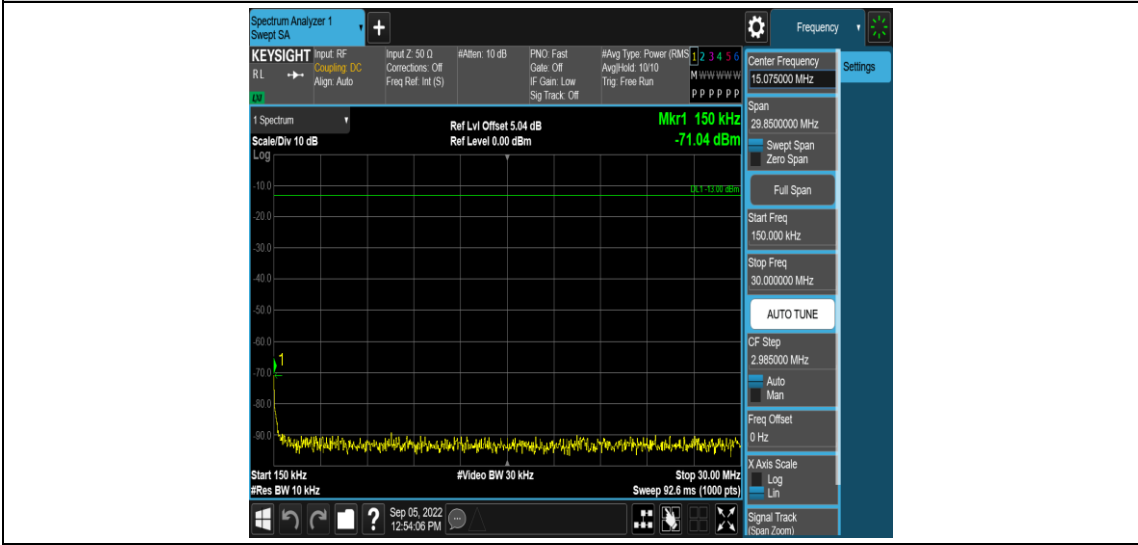 Spectrum Analyzer 1
Swept SA
+
Frequency
KEYSIGHT
RL
LM
Input: RF
Coupling: DC
Align: Auto
Input Z: 50 Ω
Corrections: Off
Freq Ref: Int (S)
#Atten: 10 dB
PNO: Fast
Gate: Off
IF Gain: Low
Sig Track: Off
#Avg Type: Power (RMS
Avg|Hold: 10/10
Trig: Free Run
1 2 3 4 5 6
M W W W W W
P P P P P P
1 Spectrum
Scale/Div 10 dB
Log
Ref Lvl Offset 5.04 dB
Ref Level 0.00 dBm
Mkr1 150 kHz
-71.04 dBm
DL1 -13.00 dBm
-10.0
-20.0
-30.0
-40.0
-50.0
-60.0
1
-70.0
-80.0
-90.0
Start 150 kHz
#Res BW 10 kHz
#Video BW 30 kHz
Stop 30.00 MHz
Sweep 92.6 ms (1000 pts)
?
Sep 05, 2022
12:54:06 PM
Center Frequency
15.075000 MHz
Settings
Span
29.8500000 MHz
Swept Span
Zero Span
Full Span
Start Freq
150.000 kHz
Stop Freq
30.000000 MHz
AUTO TUNE
CF Step
2.985000 MHz
Auto
Man
Freq Offset
0 Hz
X Axis Scale
Log
Lin
Signal Track
(Span Zoom)